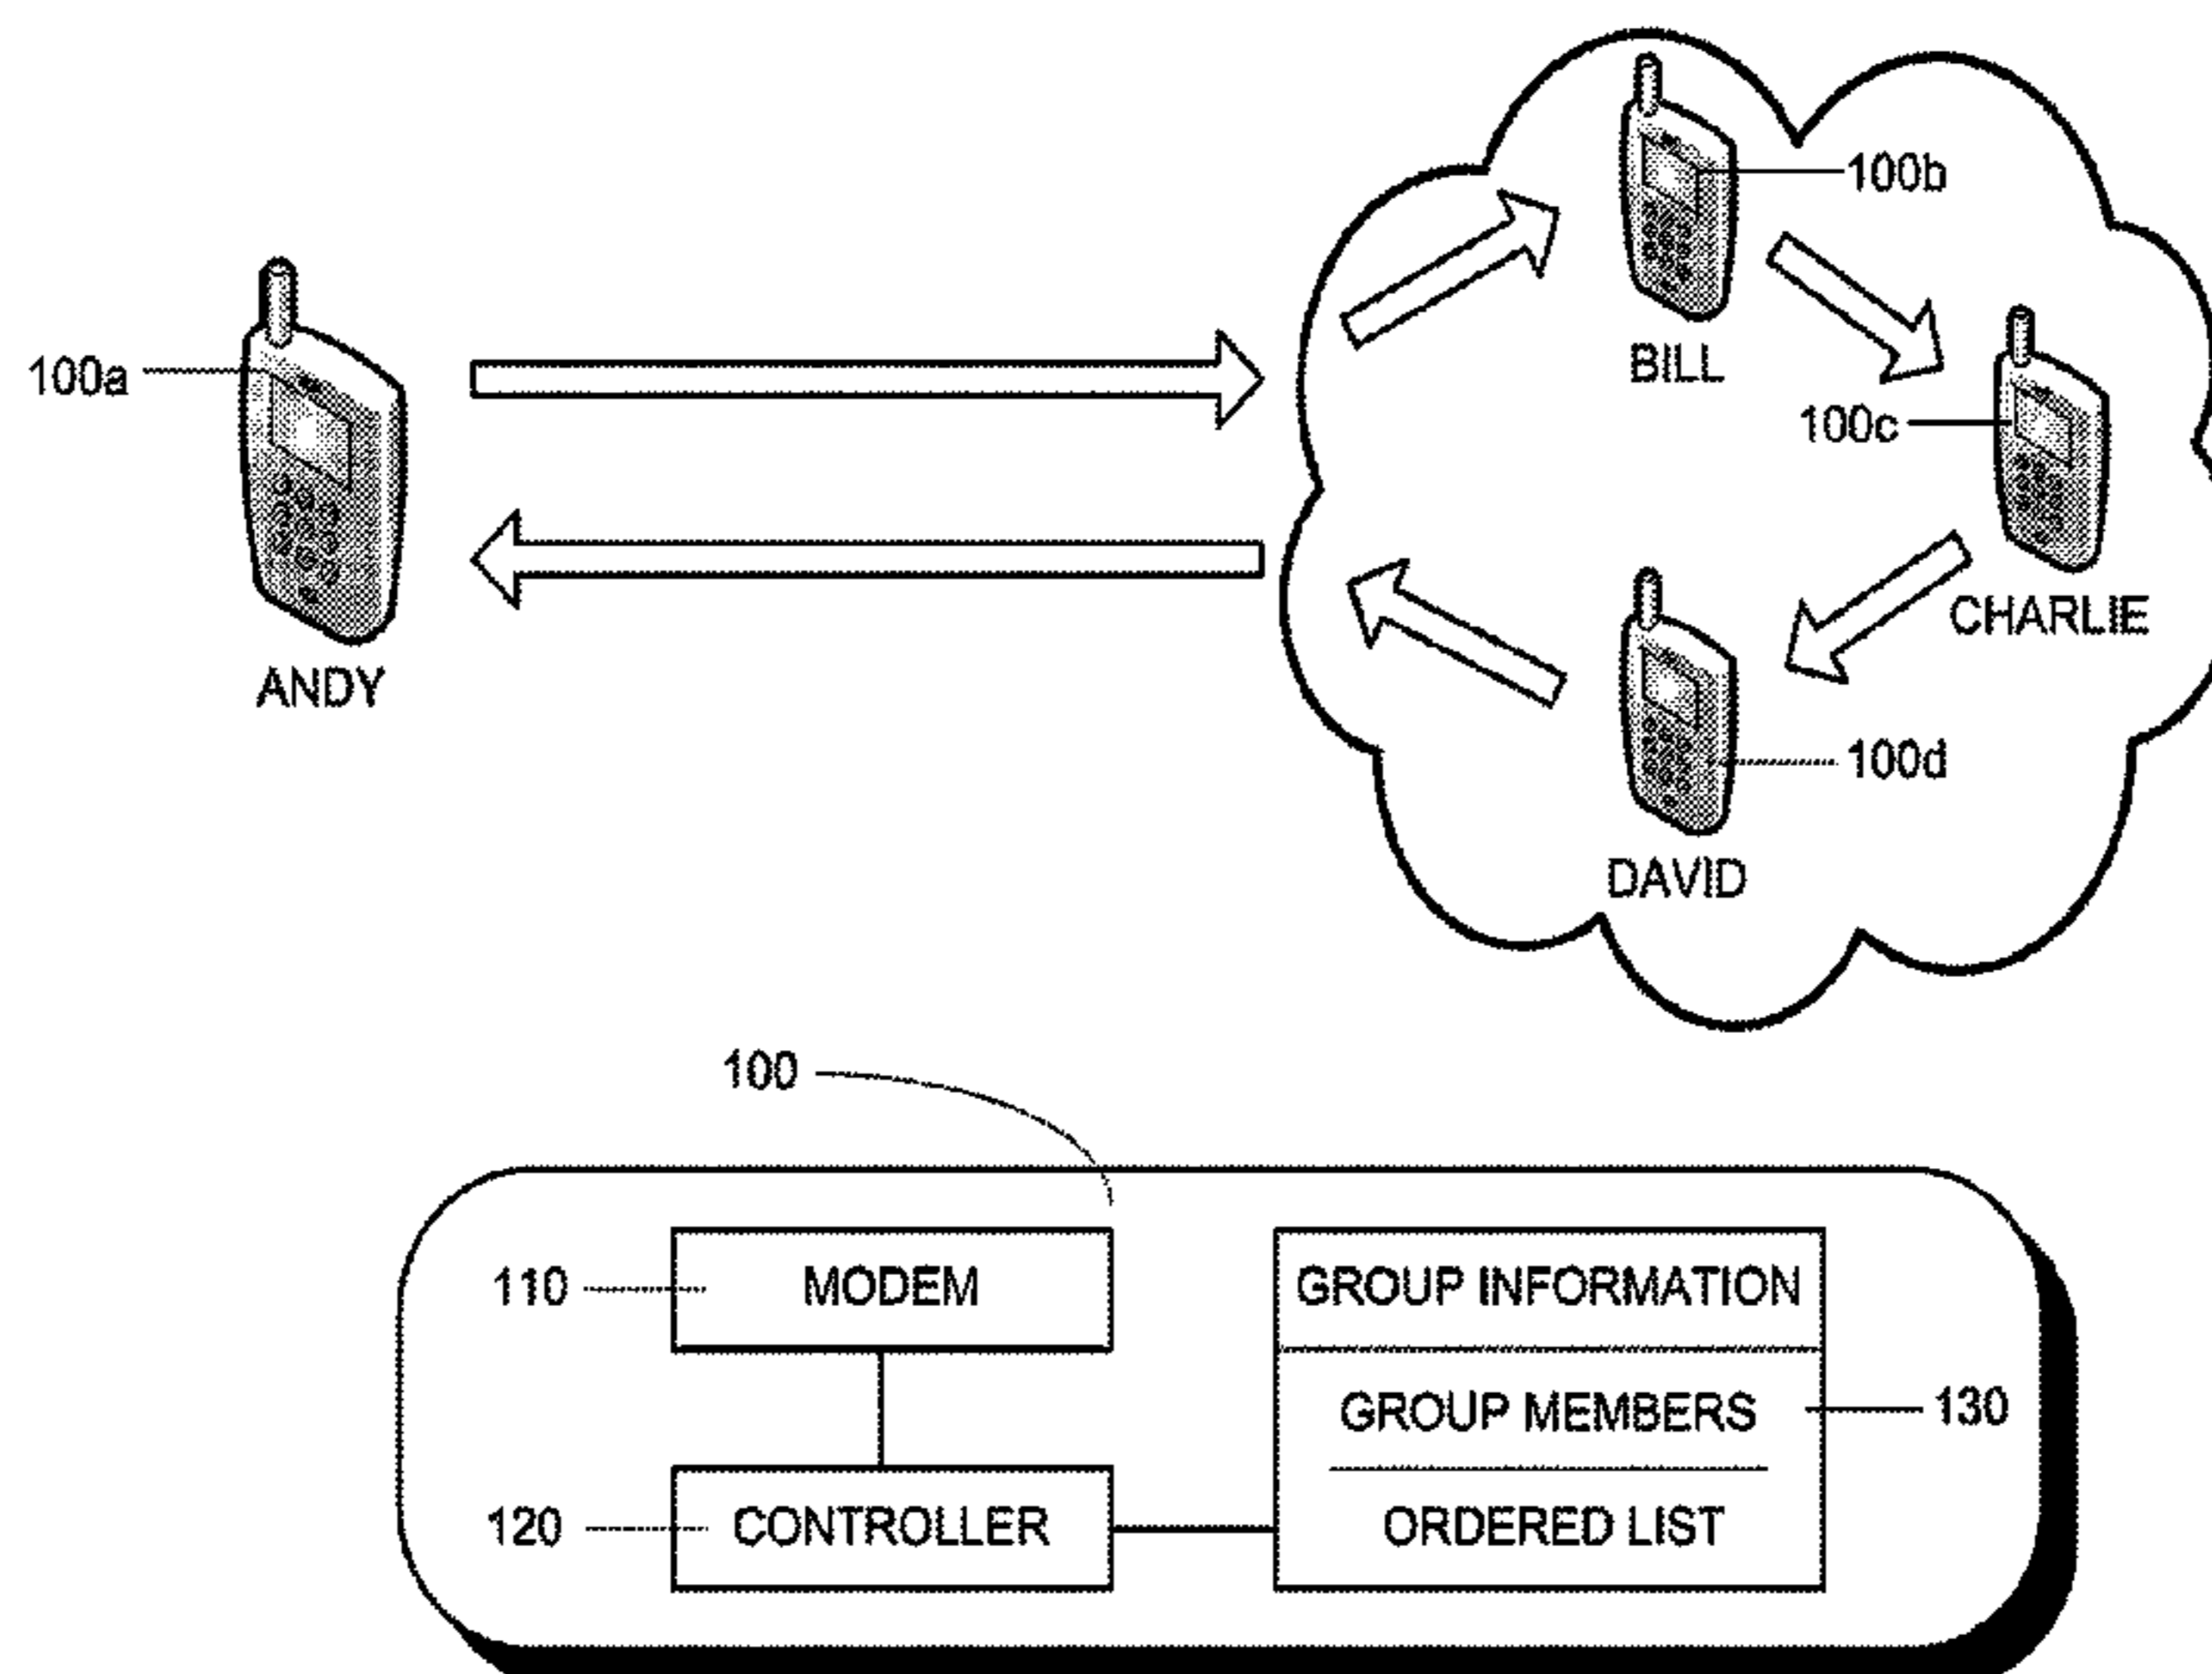 100b
BILL
100a
100c
CHARLIE
ANDY
100d
DAVID
100
110
MODEM
GROUP INFORMATION
GROUP MEMBERS
130
120
CONTROLLER
ORDERED LIST